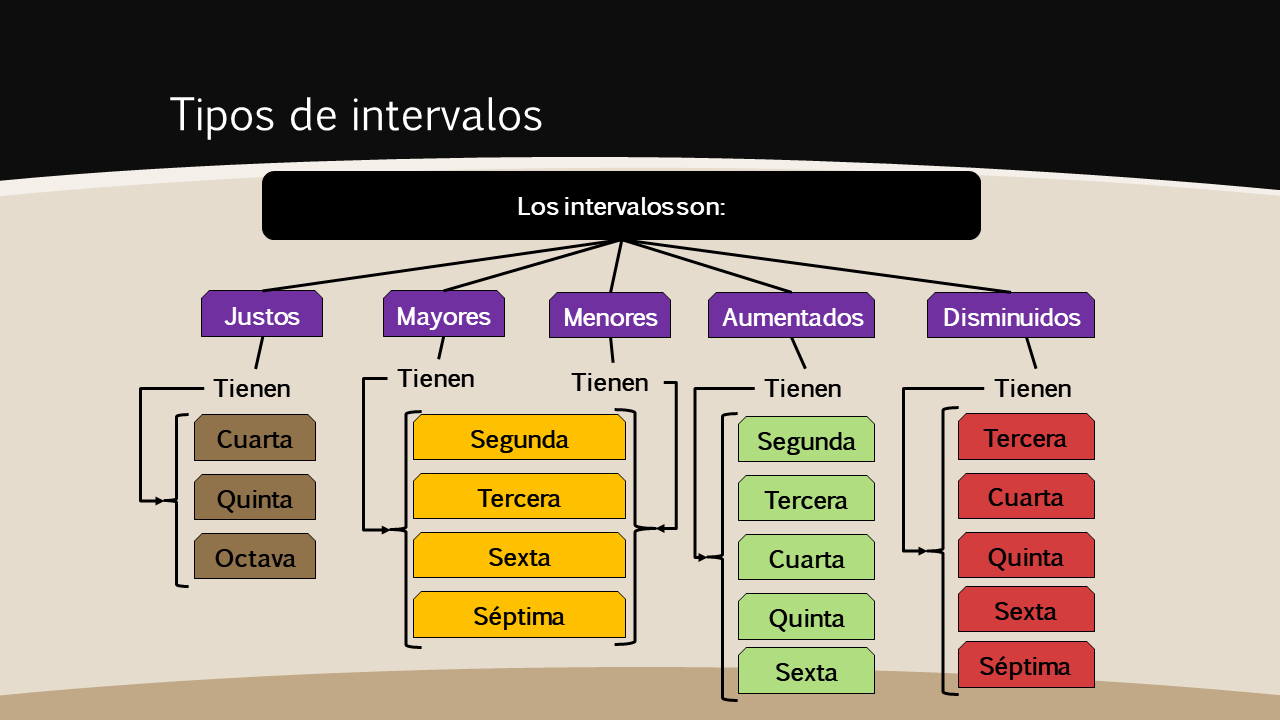 Tipos de intervalos
Los intervalos son:
Justos
Mayores
Menores
Aumentados
Disminuidos
Tienen
Tienen
Tienen
Tienen
Tienen
Cuarta
Quinta
Octava
Segunda
Tercera
Sexta
Séptima
Segunda
Tercera
Cuarta
Quinta
Sexta
Tercera
Cuarta
Quinta
Sexta
Séptima